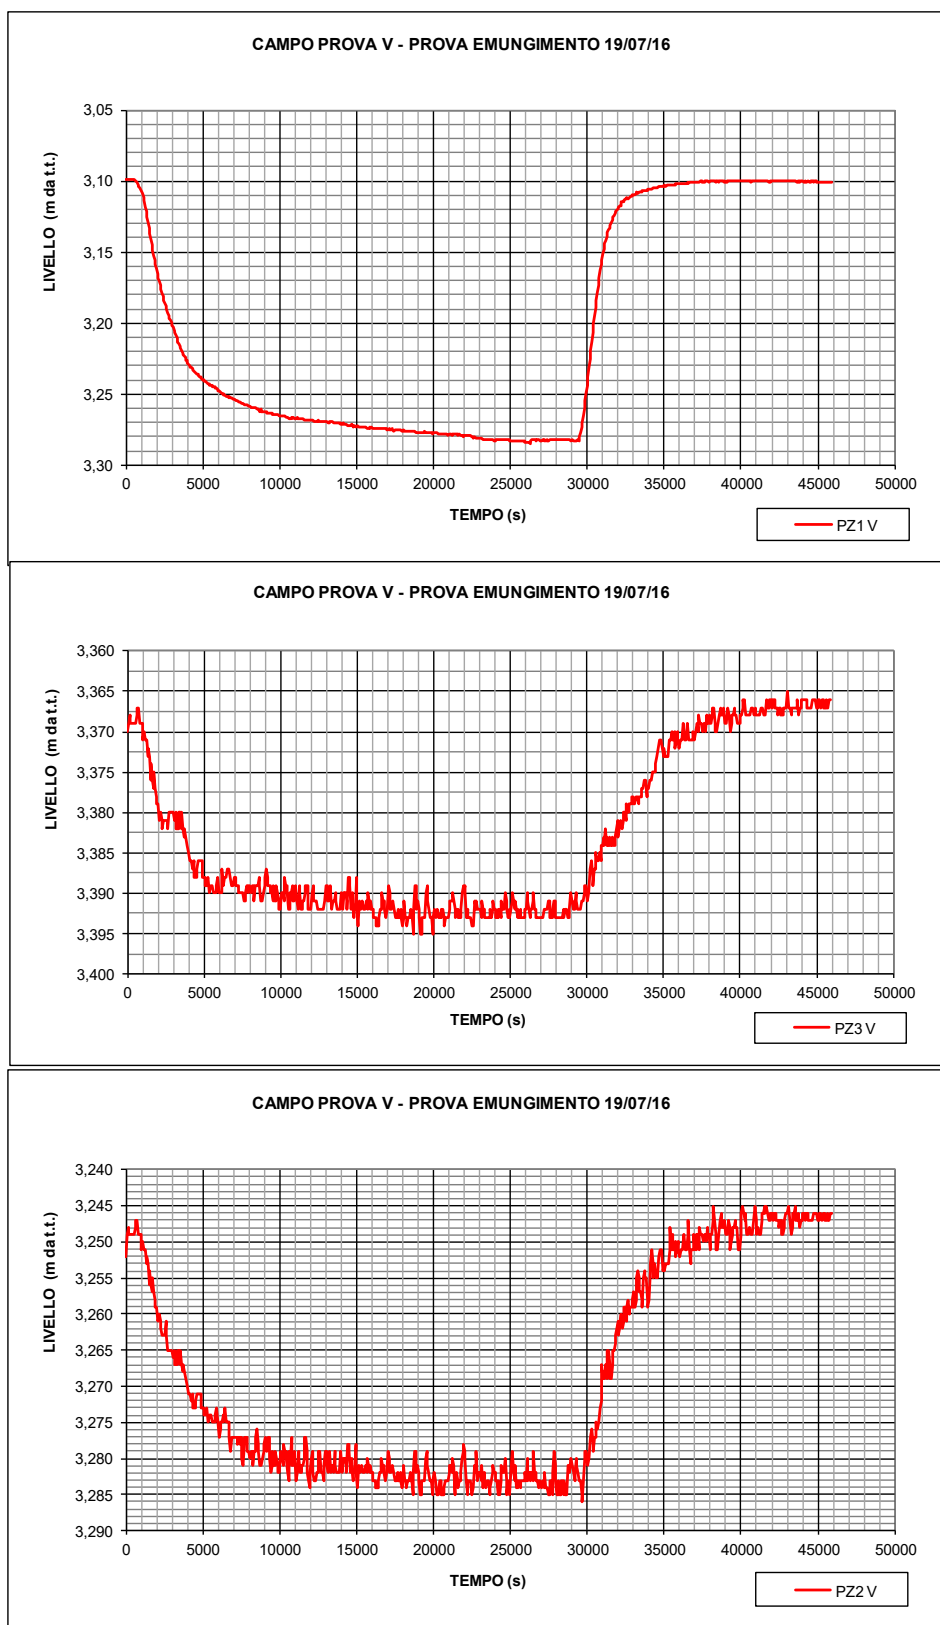 CAMPO PROVA V - PROVA EMUNGIMENTO 19/07/16
3,05
3,10
3,15
3,20
3,25
3,30
LIVELLO (m da t.t.)
0 5000 10000 15000 20000 25000 30000 35000 40000 45000 50000
TEMPO (s)
PZ1 V
CAMPO PROVA V - PROVA EMUNGIMENTO 19/07/16
3,360
3,365
3,370
3,375
3,380
3,385
3,390
3,395
3,400
LIVELLO (m da t.t.)
0 5000 10000 15000 20000 25000 30000 35000 40000 45000 50000
TEMPO (s)
PZ3 V
CAMPO PROVA V - PROVA EMUNGIMENTO 19/07/16
3,240
3,245
3,250
3,255
3,260
3,265
3,270
3,275
3,280
3,285
3,290
LIVELLO (m da t.t.)
0 5000 10000 15000 20000 25000 30000 35000 40000 45000 50000
TEMPO (s)
PZ2 V